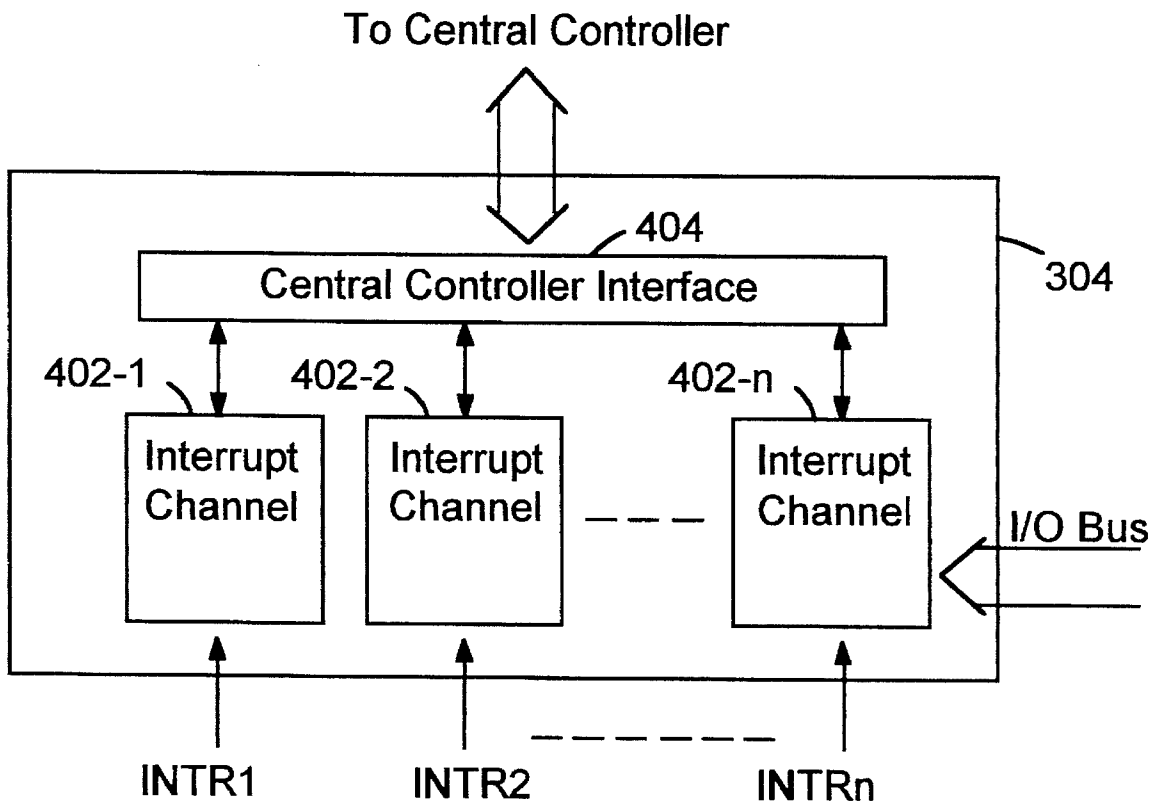 To Central Controller
404
Central Controller Interface
304
402-1
402-2
402-n
Interrupt
Channel
Interrupt
Channel
Interrupt
Channel
I/O Bus
INTR1
INTR2
INTRn